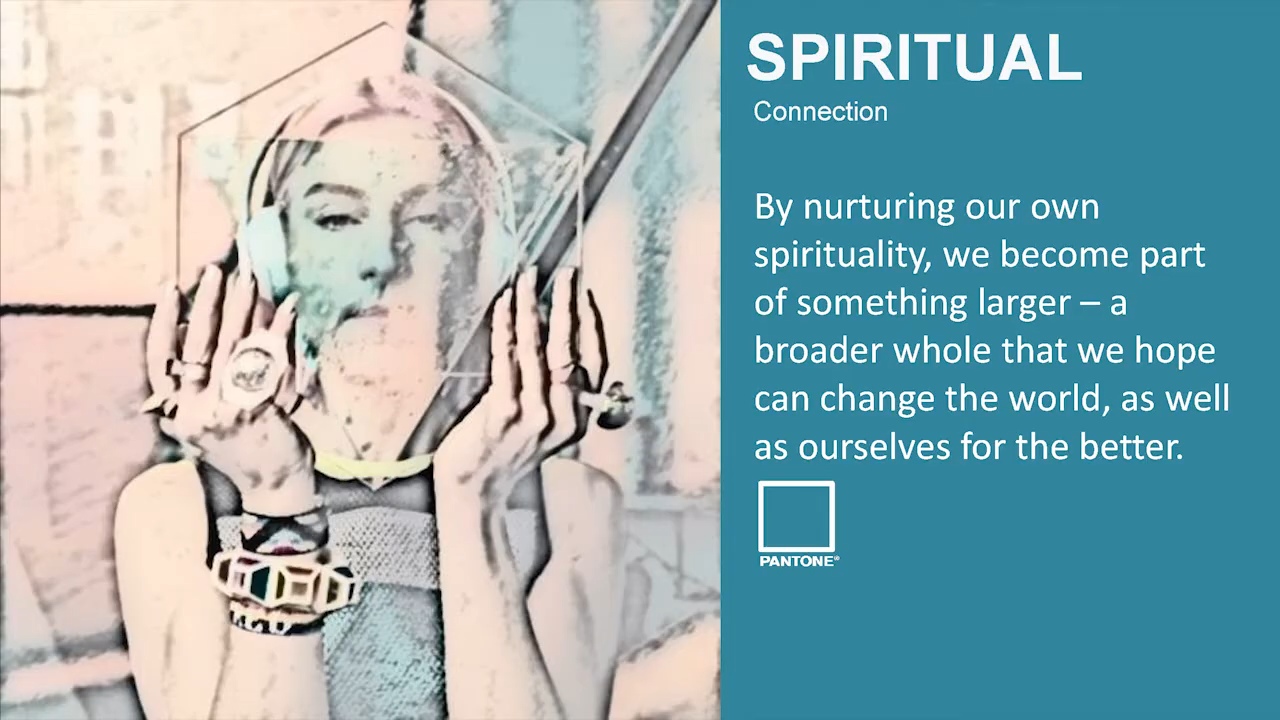 SPIRITUAL
Connection
By nurturing our own
spirituality, we become part
of something larger – a
broader whole that we hope
can change the world, as well
as ourselves for the better.
PANTONE®